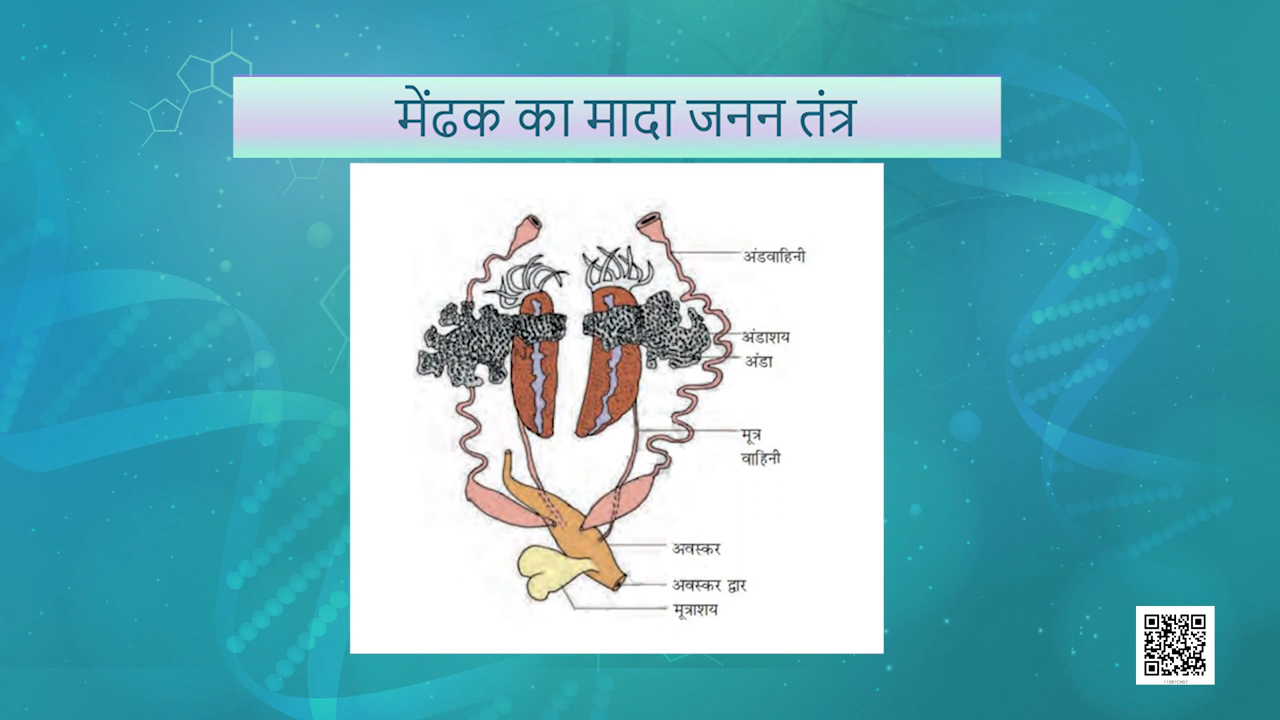 मेंढक का मादा जनन तंत्र
अंडवाहिनी
अंडाशय
अंडा
मूत्र
वाहिनी
अवस्कर
अवस्कर द्वार
मूत्राशय